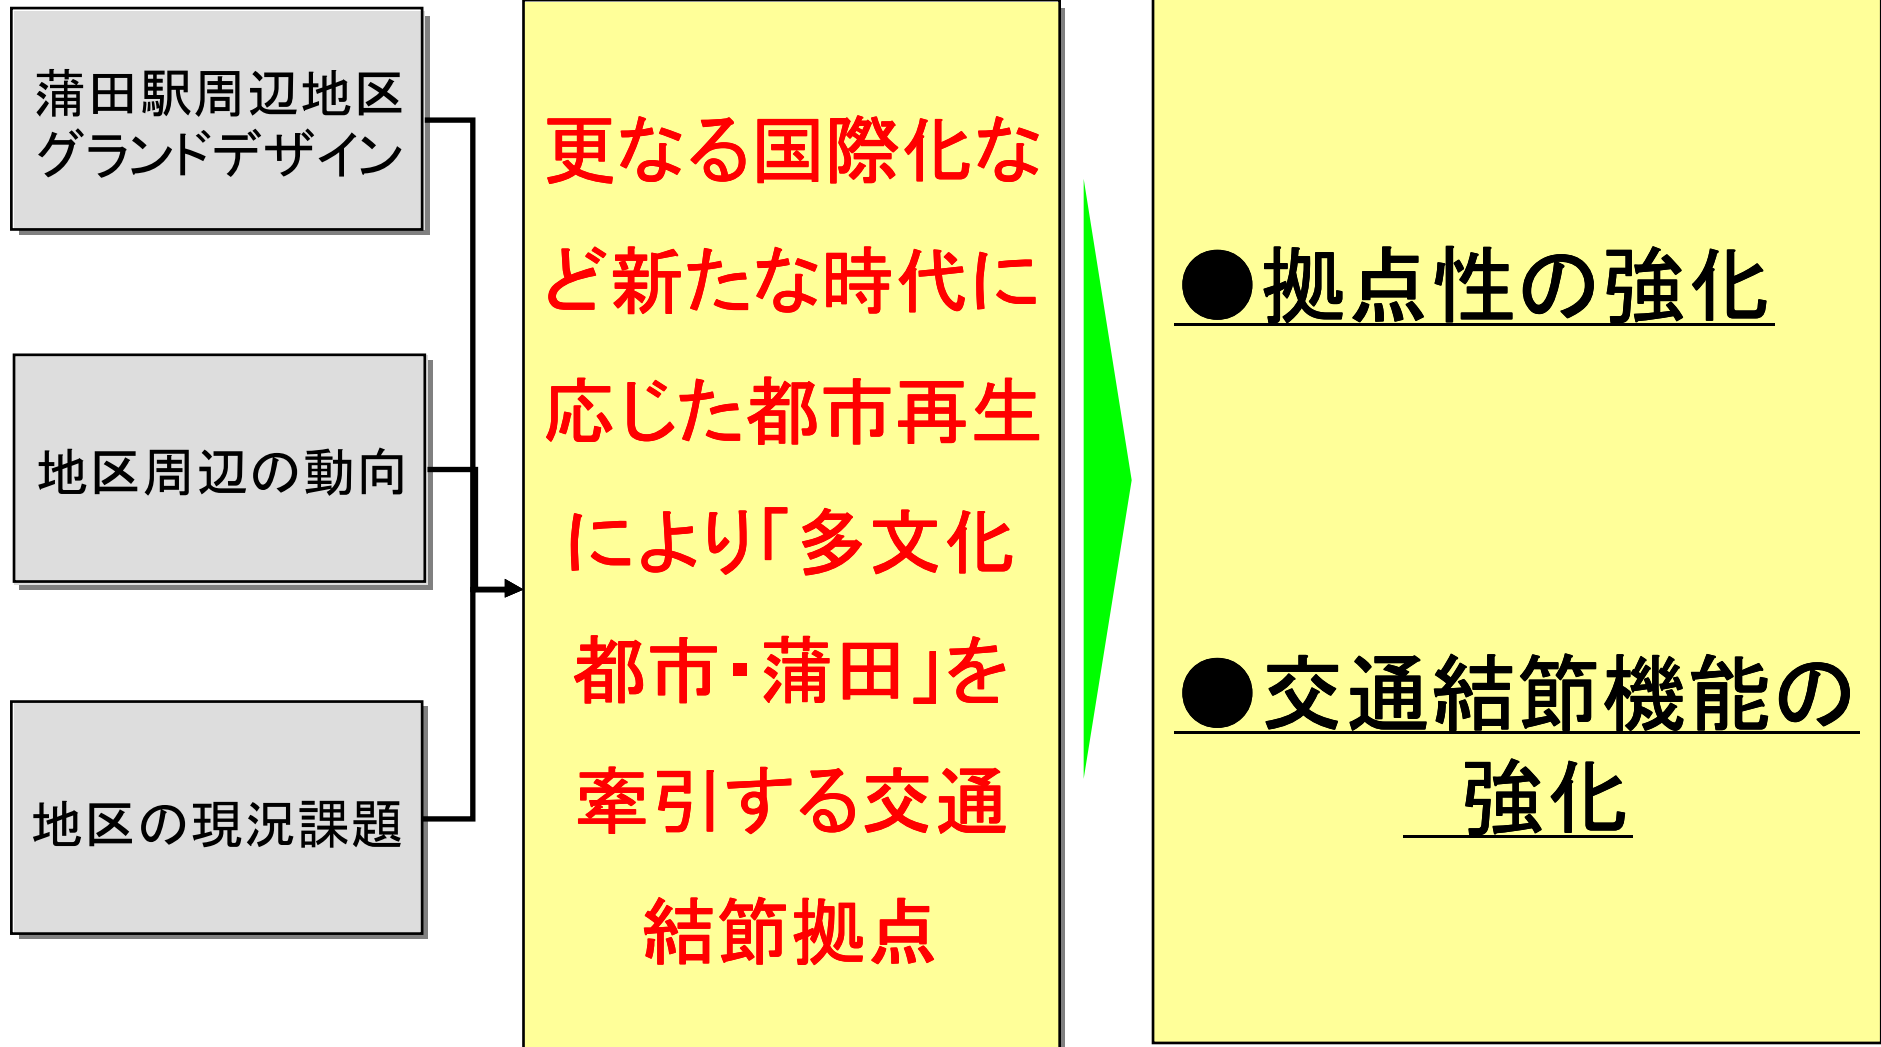 蒲田駅周辺地区
グランドデザイン
地区周辺の動向
地区の現況課題
更なる国際化な
ど新たな時代に
応じた都市再生
により「多文化
都市・蒲田」を
牽引する交通
結節拠点
●拠点性の強化
●交通結節機能の
強化